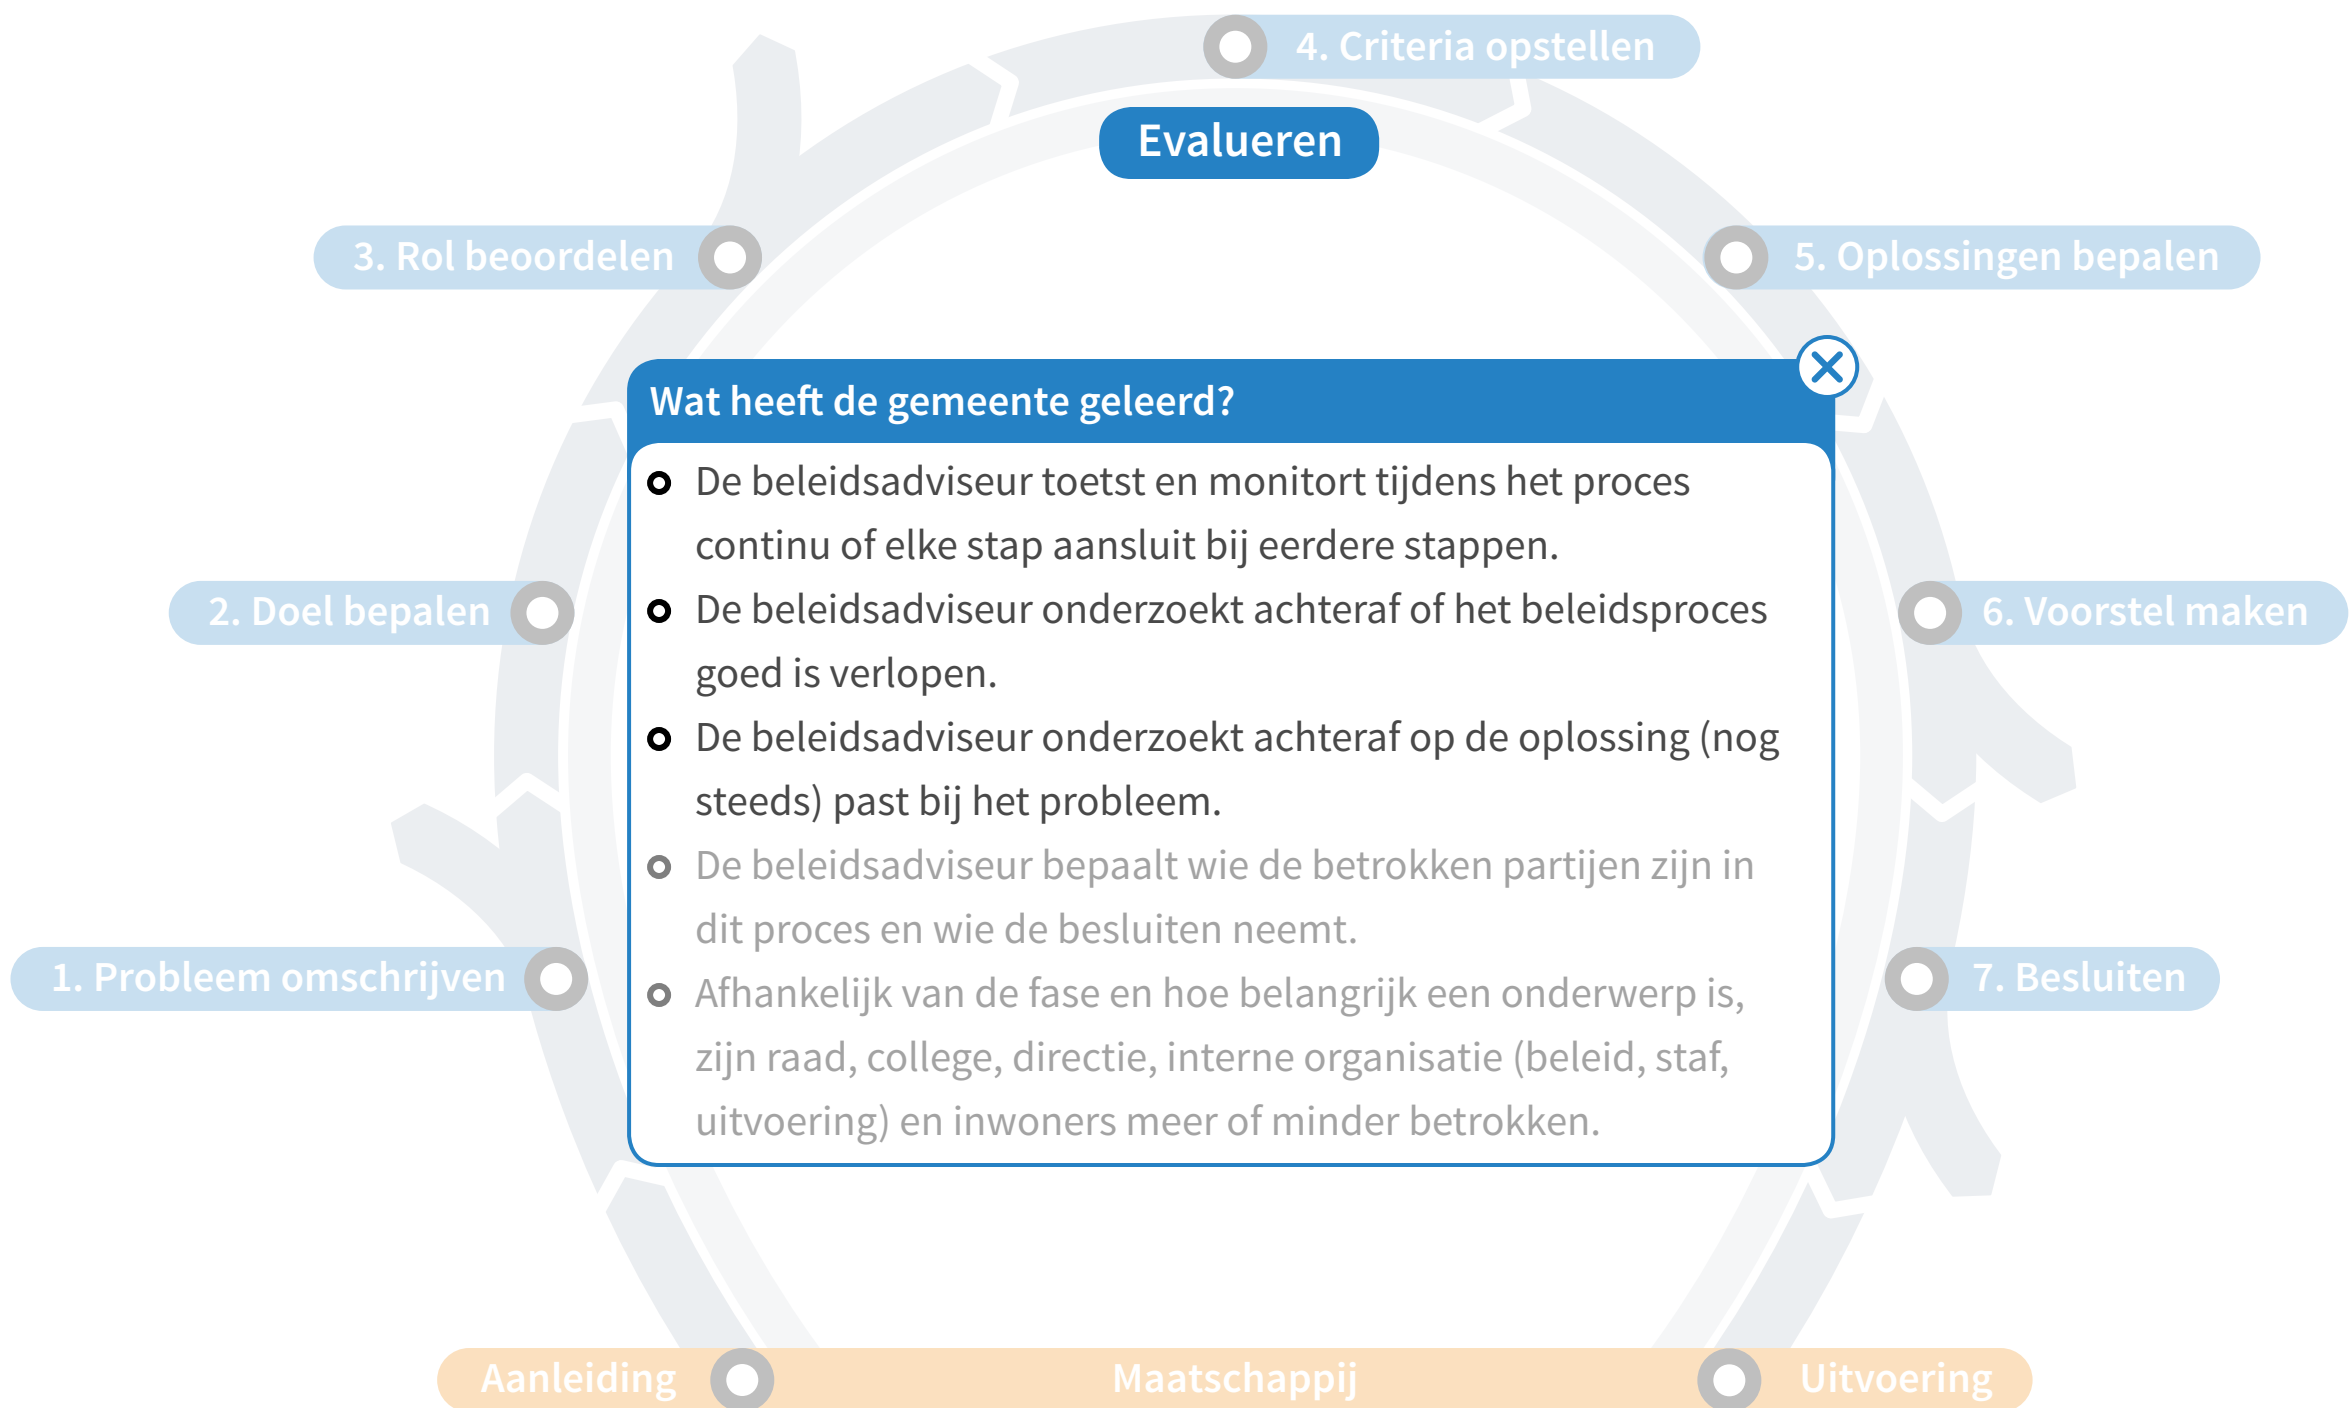 4. Criteria opstellen
Evalueren
3. Rol beoordelen
5. Oplossingen bepalen
Wat heeft de gemeente geleerd?
De beleidsadviseur toetst en monitort tijdens het proces
continu of elke stap aansluit bij eerdere stappen.
De beleidsadviseur onderzoekt achteraf of het beleidsproces
goed is verlopen.
De beleidsadviseur onderzoekt achteraf op de oplossing (nog
steeds) past bij het probleem.
De beleidsadviseur bepaalt wie de betrokken partijen zijn in
dit proces en wie de besluiten neemt.
Afhankelijk van de fase en hoe belangrijk een onderwerp is,
zijn raad, college, directie, interne organisatie (beleid, staf,
uitvoering) en inwoners meer of minder betrokken.
2. Doel bepalen
6. Voorstel maken
1. Probleem omschrijven
7. Besluiten
Aanleiding
Maatschappij
Uitvoering